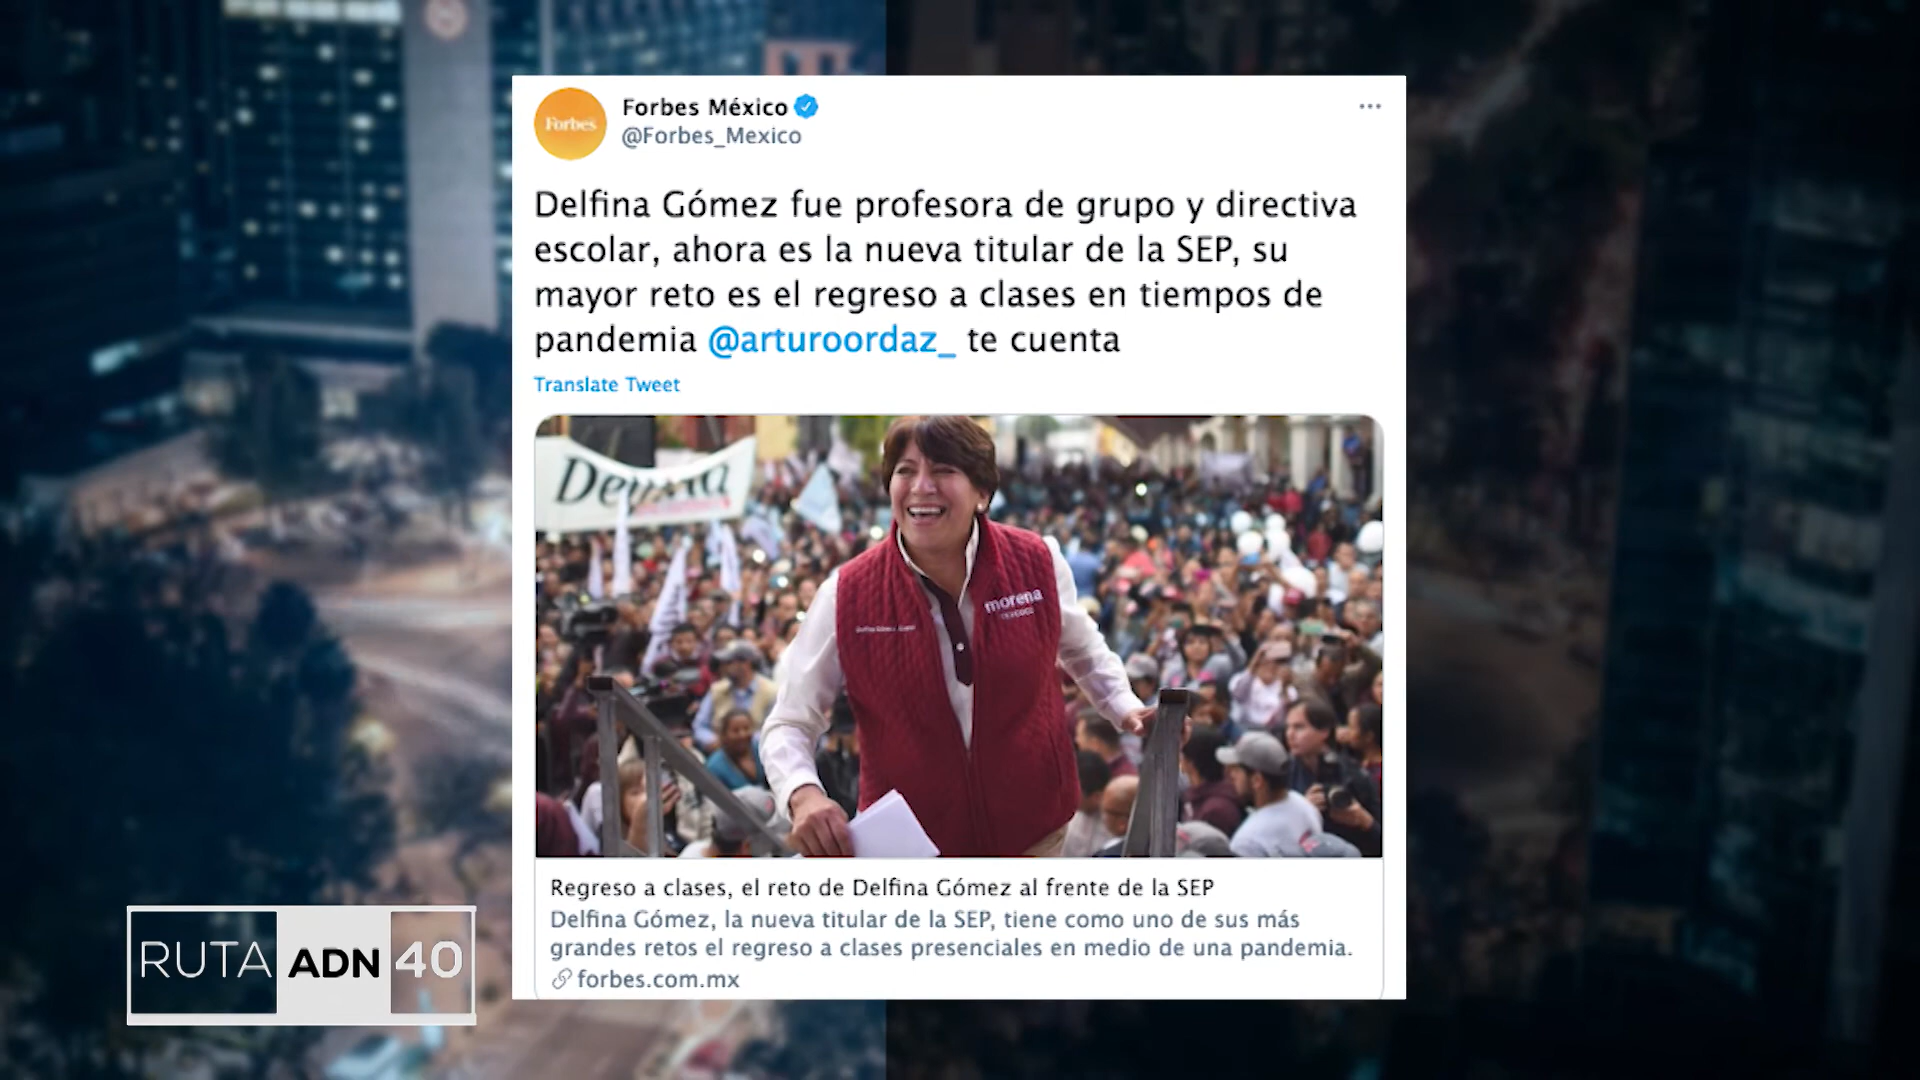 Forbes
Forbes México
@Forbes_Mexico
Delfina Gómez fue profesora de grupo y directiva
escolar, ahora es la nueva titular de la SEP, su
mayor reto es el regreso a clases en tiempos de
pandemia @arturoordaz_ te cuenta
Translate Tweet
Delfina
morena
Regreso a clases, el reto de Delfina Gómez al frente de la SEP
Delfina Gómez, la nueva titular de la SEP, tiene como uno de sus más
grandes retos el regreso a clases presenciales en medio de una pandemia.
forbes.com.mx
RUTA ADN 40